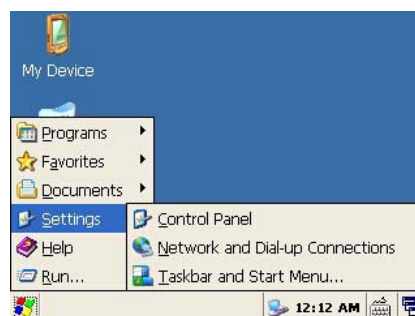 My Device
Programs
Favorites
Documents
Settings
Help
Run...
Control Panel
Network and Dial-up Connections
Taskbar and Start Menu...
12:12 AM